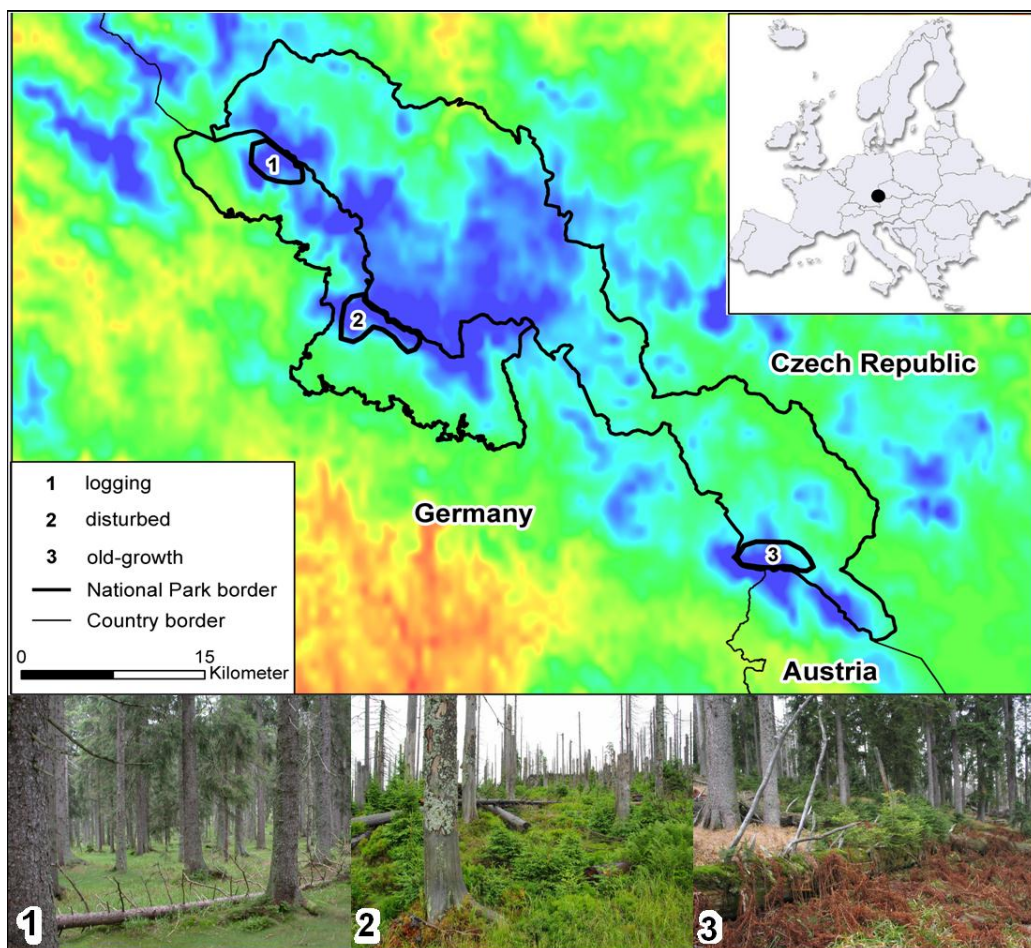 1
2
Czech Republic
Germany
3
Austria
1 logging
2 disturbed
3 old-growth
National Park border
Country border
0 15
Kilometer
1
2
3